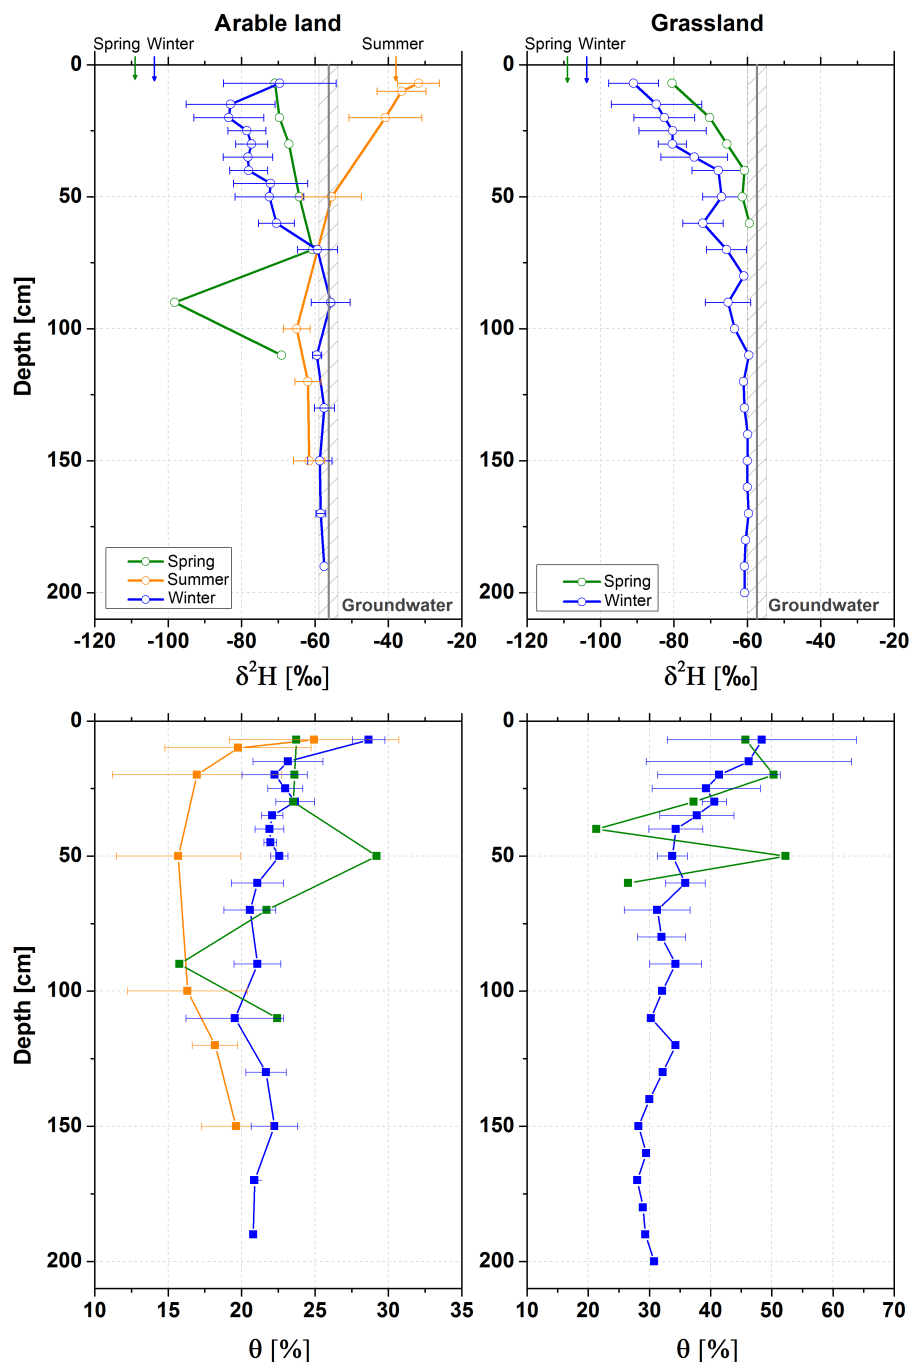 Arable land
Grassland
Spring Winter Summer
Spring Winter
0
50
100
150
200
Depth [cm]
Spring
Summer
Winter
Groundwater
-120 -100 -80 -60 -40 -20
δ²H [‰]
0
50
100
150
200
Spring
Winter
Groundwater
-120 -100 -80 -60 -40 -20
δ²H [‰]
0
50
100
150
200
Depth [cm]
10 15 20 25 30 35
θ [%]
0
50
100
150
200
10 20 30 40 50 60 70
θ [%]